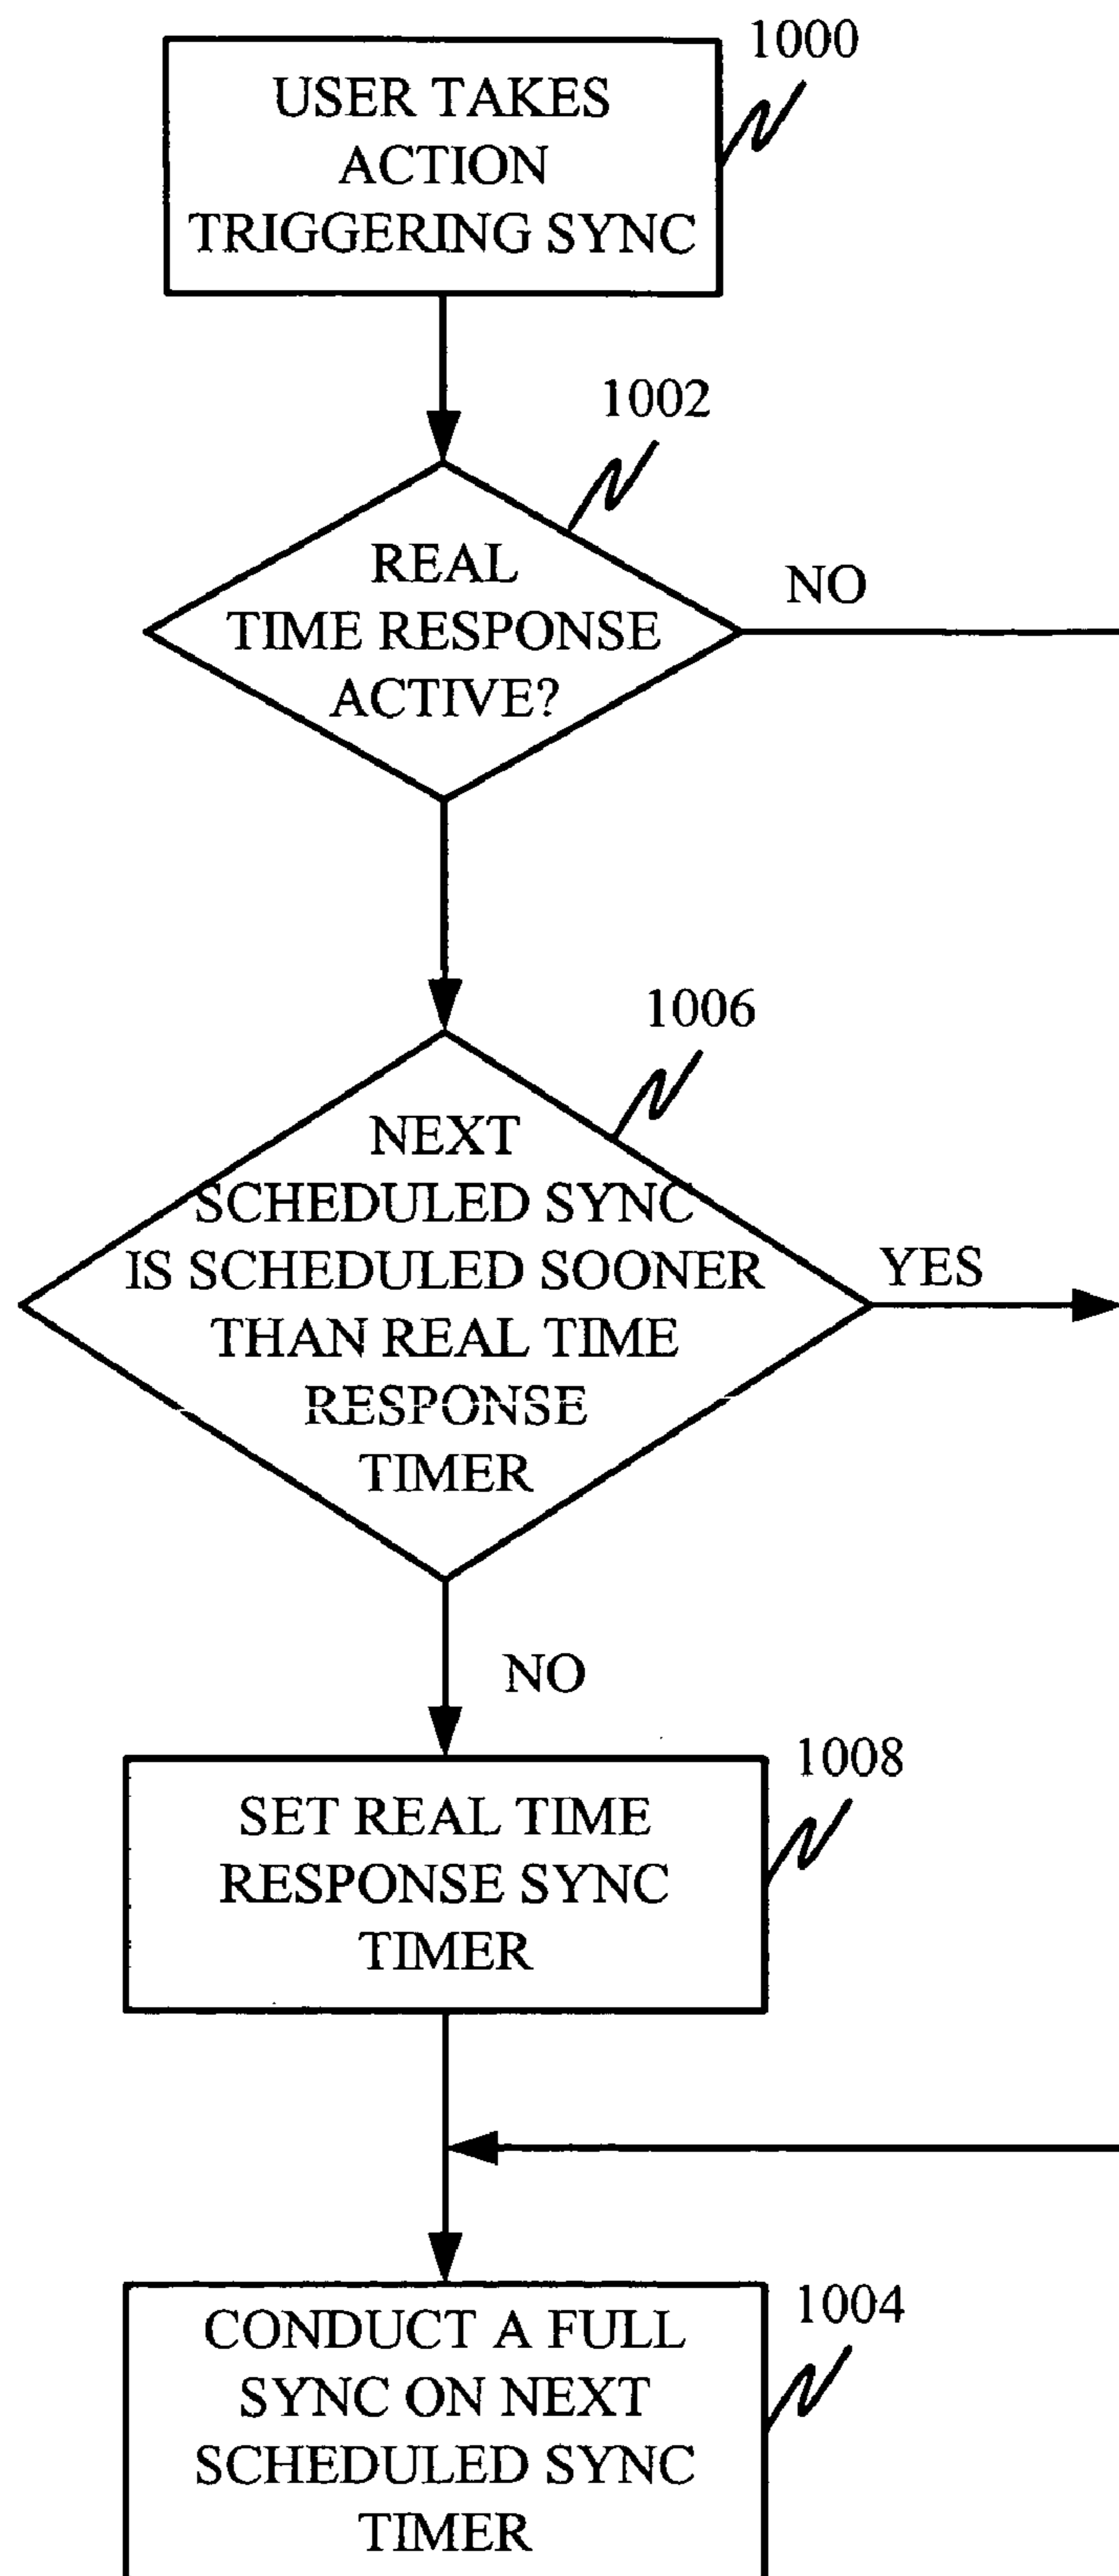 1000
USER TAKES
ACTION
TRIGGERING SYNC
1002
REAL
TIME RESPONSE
ACTIVE?
NO
1006
NEXT
SCHEDULED SYNC
IS SCHEDULED SOONER
THAN REAL TIME
RESPONSE
TIMER
YES
NO
1008
SET REAL TIME
RESPONSE SYNC
TIMER
1004
CONDUCT A FULL
SYNC ON NEXT
SCHEDULED SYNC
TIMER